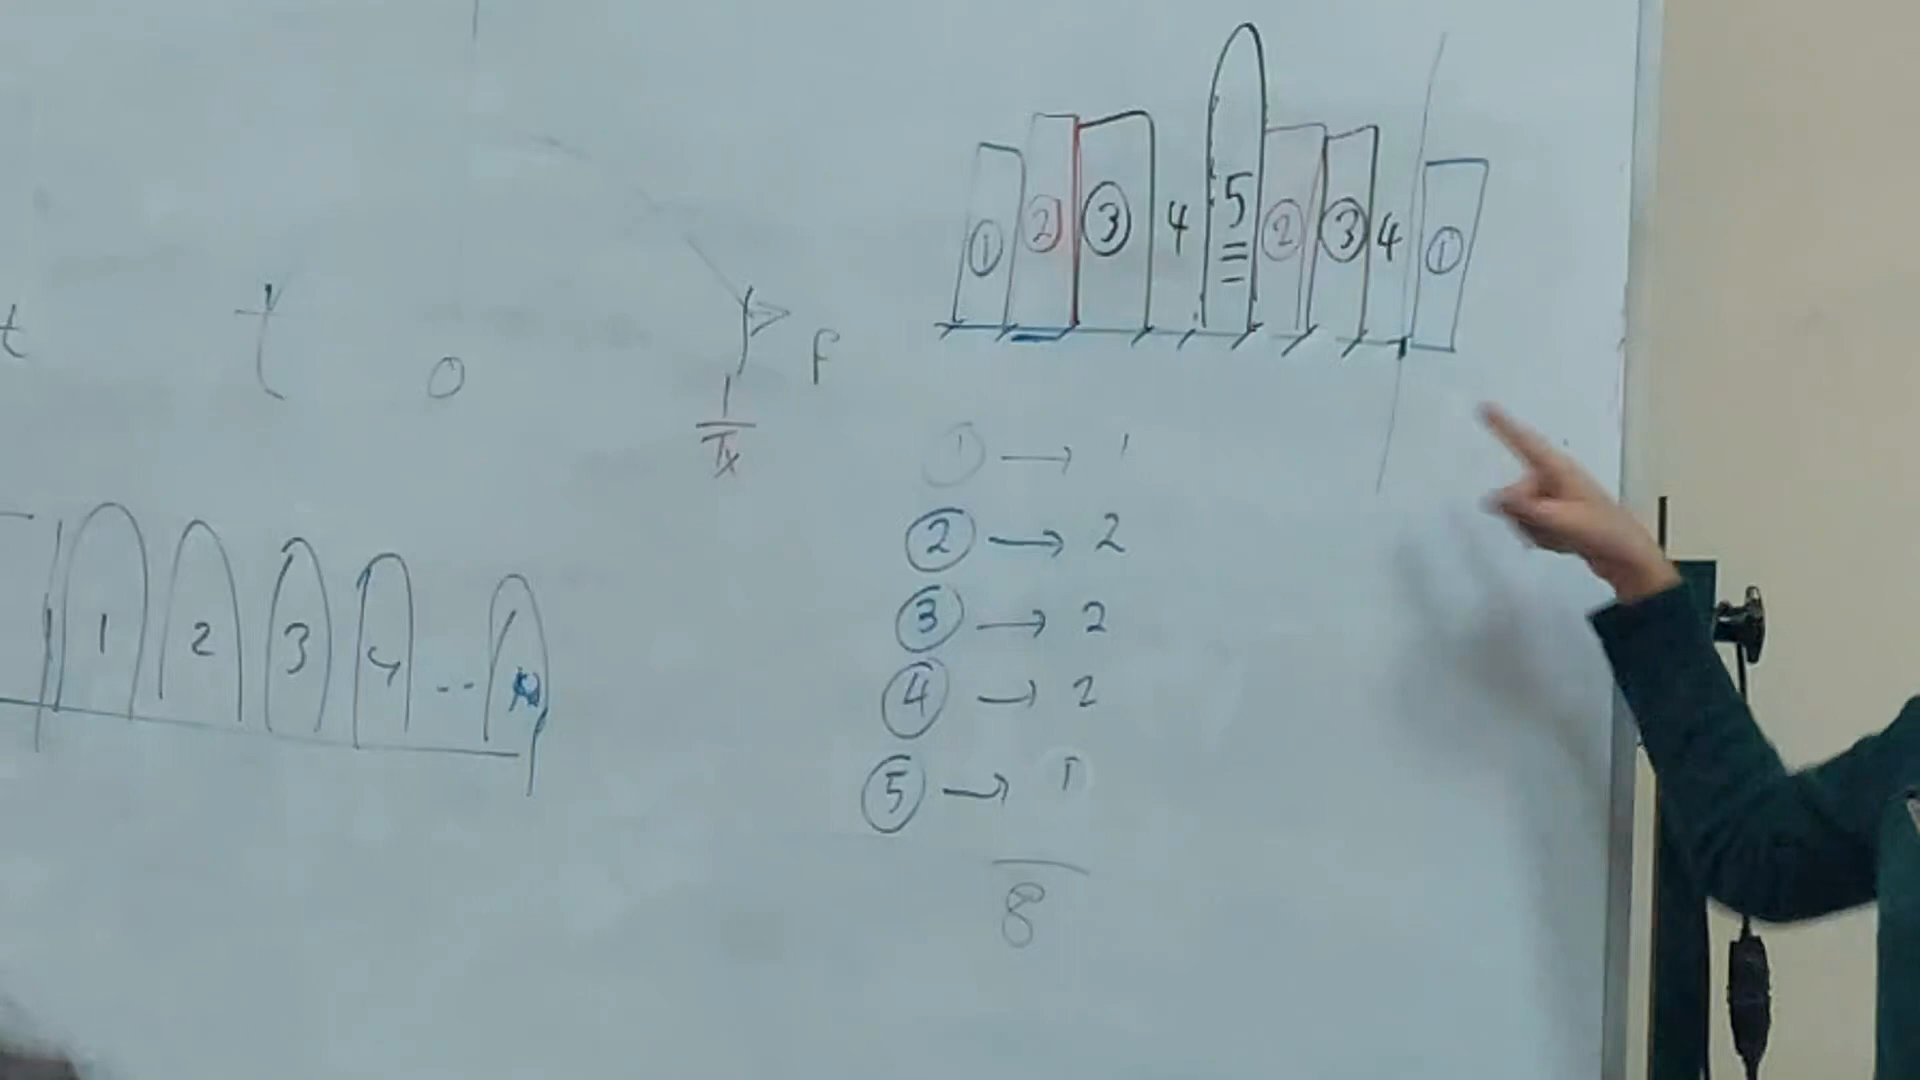 ① ② ③ 4 5 ② ③ 4 ①
t
0
f
1
Tx
1 2 3 4 ..
① → 1
② → 2
③ → 2
④ → 2
⑤ → 1
8